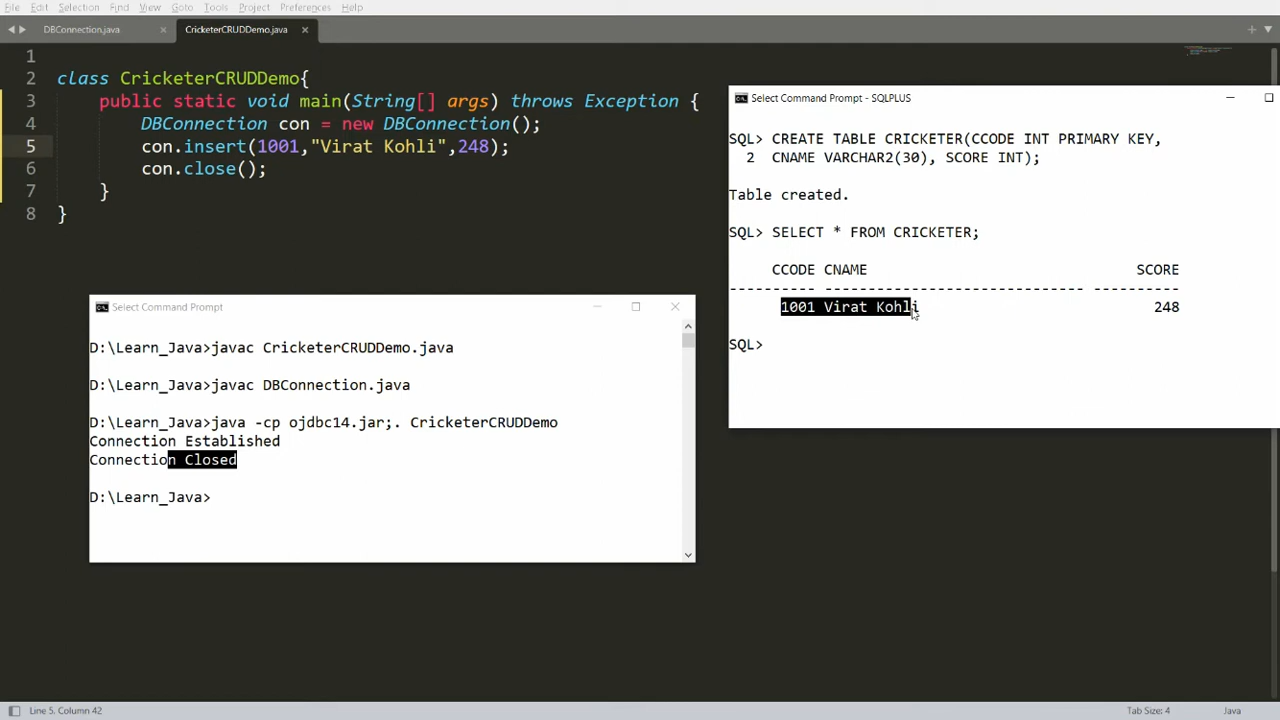 File Edit Selection Find View Goto Tools Project Preferences Help
DBConnection.java × CricketerCRUDDemo.java ×
1
2 class CricketerCRUDDemo{
3 public static void main(String[] args) throws Exception {
4 DBConnection con = new DBConnection();
5 con.insert(1001,"Virat Kohli",248);
6 con.close();
7 }
8 }
Select Command Prompt - SQLPLUS
SQL> CREATE TABLE CRICKETER(CCODE INT PRIMARY KEY,
2 CNAME VARCHAR2(30), SCORE INT);
Table created.
SQL> SELECT * FROM CRICKETER;
CCODE CNAME SCORE
---------- ------------------------------ ----------
1001 Virat Kohli 248
SQL>
Select Command Prompt
D:\Learn_Java>javac CricketerCRUDDemo.java
D:\Learn_Java>javac DBConnection.java
D:\Learn_Java>java -cp ojdbc14.jar;. CricketerCRUDDemo
Connection Established
Connection Closed
D:\Learn_Java>
Line 5, Column 42 Tab Size: 4 Java